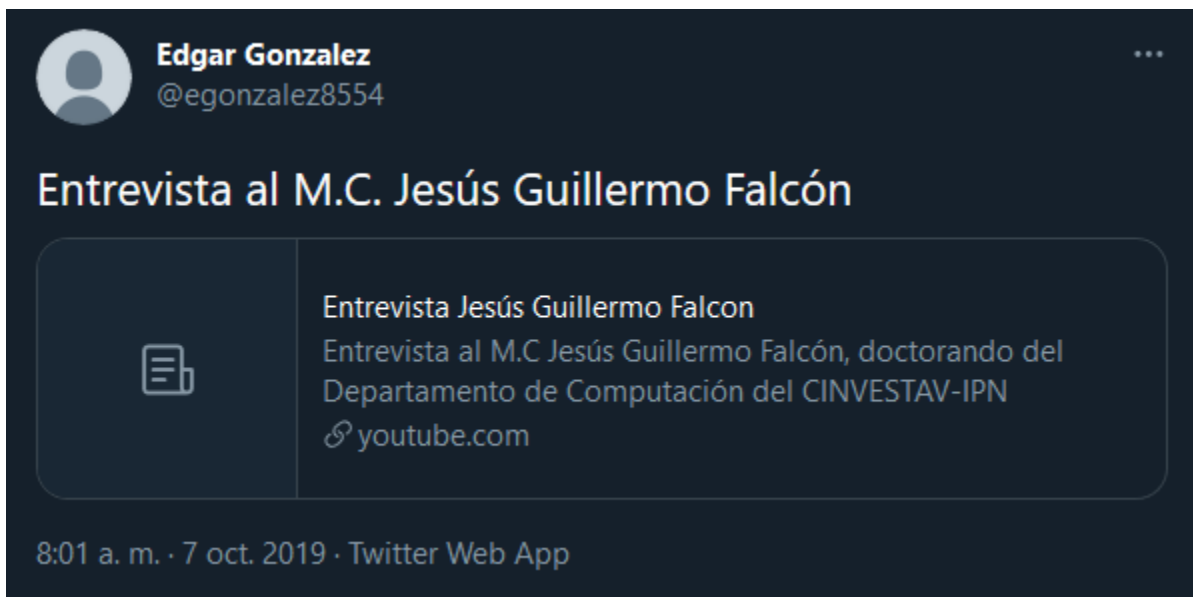 Edgar Gonzalez
@egonzalez8554
Entrevista al M.C. Jesús Guillermo Falcón
Entrevista Jesús Guillermo Falcon
Entrevista al M.C Jesús Guillermo Falcón, doctorando del
Departamento de Computación del CINVESTAV-IPN
youtube.com
8:01 a. m. · 7 oct. 2019 · Twitter Web App